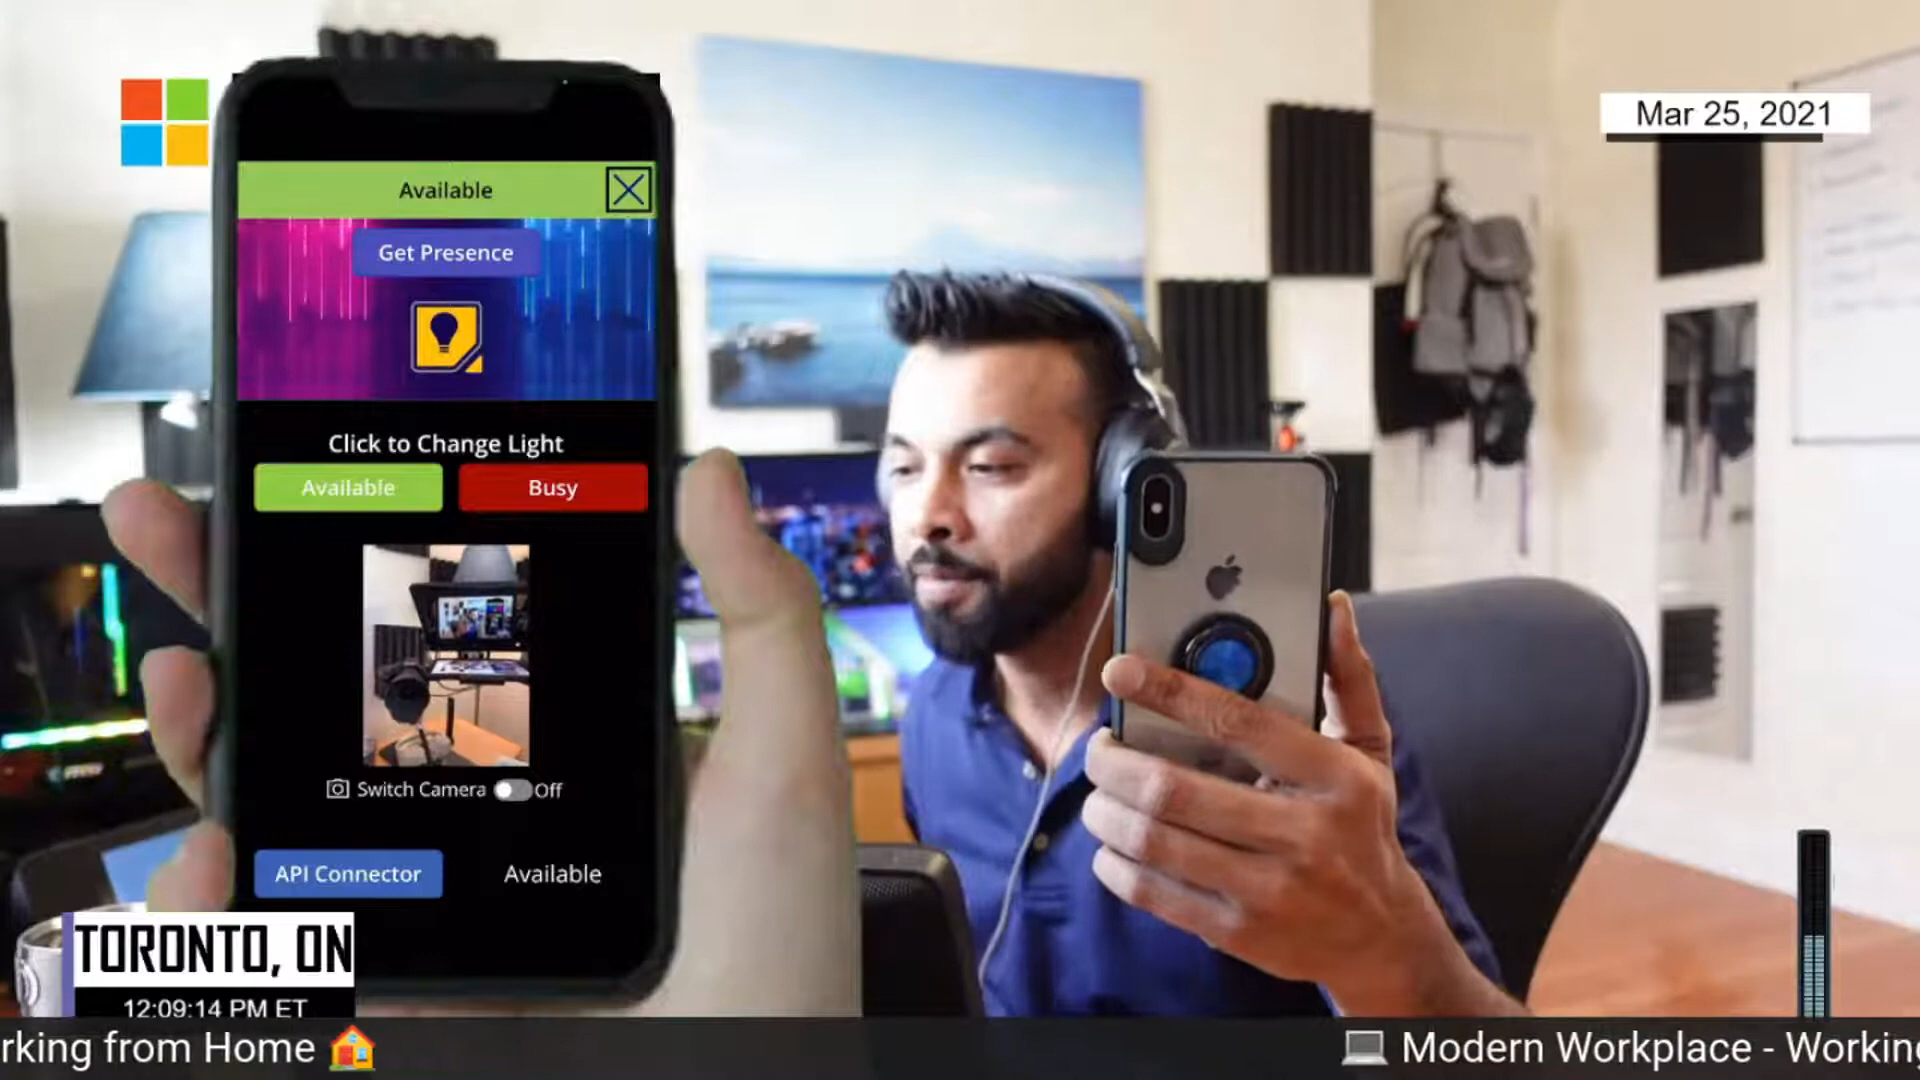 Mar 25, 2021
Available
Get Presence
Click to Change Light
Available Busy
Switch Camera Off
API Connector Available
TORONTO, ON
12:09:14 PM ET
rking from Home 🏠
💻 Modern Workplace - Working